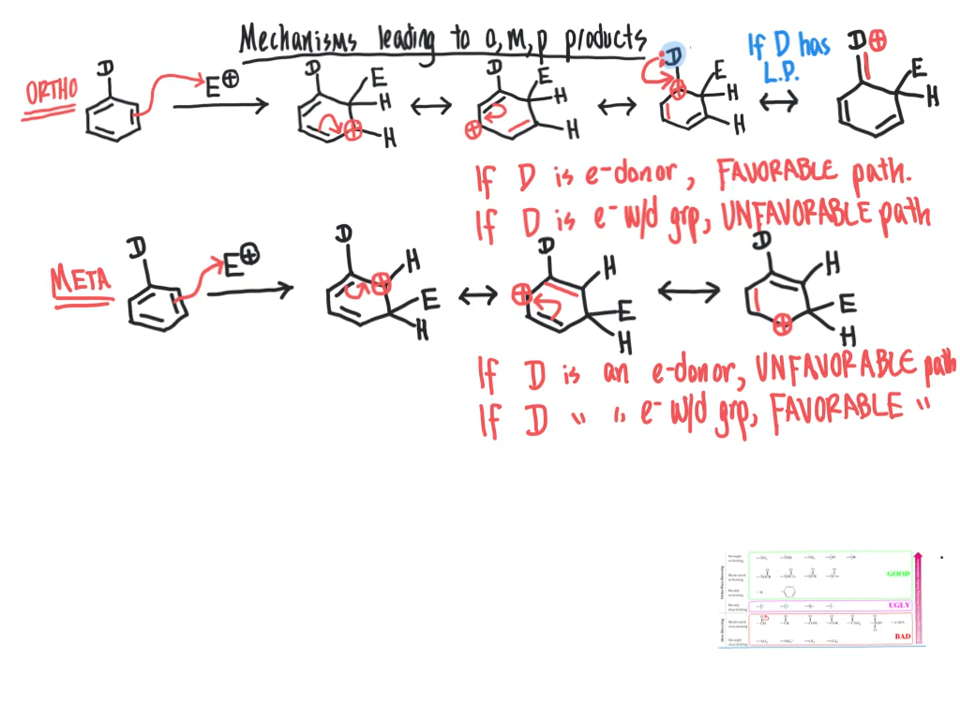 Mechanisms leading to o, m, p products
ORTHO
D
E⊕
D
E
H
⊕
H
D
E
H
⊕
H
:D
⊕
E
H
H
If D has
L.P.
D⊕
E
H
If D is e-donor, FAVORABLE path.
If D is e- w/d grp, UNFAVORABLE path
META
D
E⊕
D
H
⊕
E
H
D
H
⊕
E
H
D
H
E
⊕
H
If D is an e-donor, UNFAVORABLE path
If D " " e- w/d grp, FAVORABLE "
GOOD
UGLY
BAD